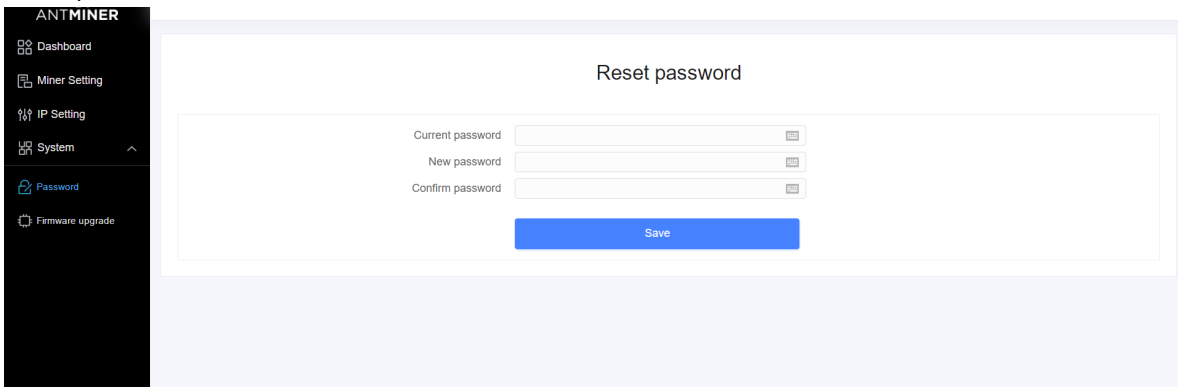 ANTMINER
Dashboard
Miner Setting
IP Setting
System
Password
Firmware upgrade
Reset password
Current password
New password
Confirm password
Save